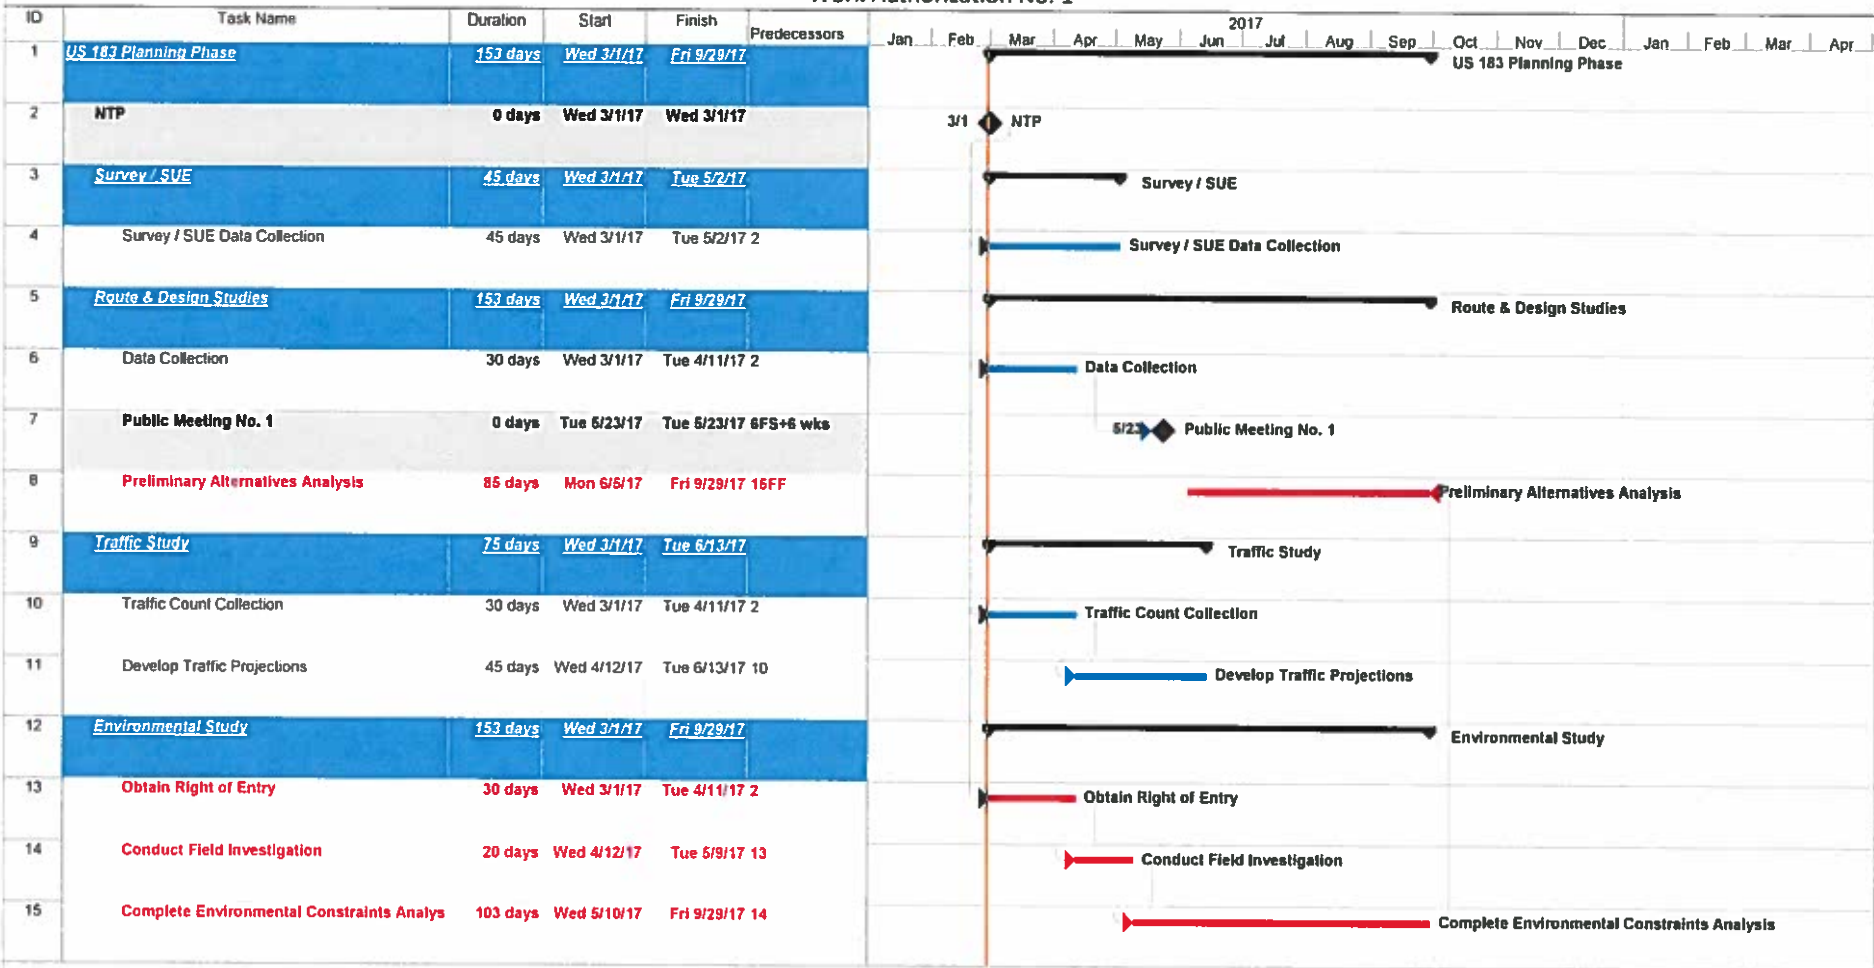 ID Task Name Duration Start Finish Predecessors 2017
Jan Feb Mar Apr May Jun Jul Aug Sep Oct Nov Dec Jan Feb Mar Apr
1 US 183 Planning Phase 153 days Wed 3/1/17 Fri 9/29/17 US 183 Planning Phase
2 NTP 0 days Wed 3/1/17 Wed 3/1/17 3/1 NTP
3 Survey / SUE 45 days Wed 3/1/17 Tue 5/2/17 Survey / SUE
4 Survey / SUE Data Collection 45 days Wed 3/1/17 Tue 5/2/17 2 Survey / SUE Data Collection
5 Route & Design Studies 153 days Wed 3/1/17 Fri 9/29/17 Route & Design Studies
6 Data Collection 30 days Wed 3/1/17 Tue 4/11/17 2 Data Collection
7 Public Meeting No. 1 0 days Tue 5/23/17 Tue 5/23/17 6FS+6 wks 5/23 Public Meeting No. 1
8 Preliminary Alternatives Analysis 85 days Mon 6/5/17 Fri 9/29/17 15FF Preliminary Alternatives Analysis
9 Traffic Study 75 days Wed 3/1/17 Tue 6/13/17 Traffic Study
10 Traffic Count Collection 30 days Wed 3/1/17 Tue 4/11/17 2 Traffic Count Collection
11 Develop Traffic Projections 45 days Wed 4/12/17 Tue 6/13/17 10 Develop Traffic Projections
12 Environmental Study 153 days Wed 3/1/17 Fri 9/29/17 Environmental Study
13 Obtain Right of Entry 30 days Wed 3/1/17 Tue 4/11/17 2 Obtain Right of Entry
14 Conduct Field Investigation 20 days Wed 4/12/17 Tue 5/9/17 13 Conduct Field Investigation
15 Complete Environmental Constraints Analys 103 days Wed 5/10/17 Fri 9/29/17 14 Complete Environmental Constraints Analysis